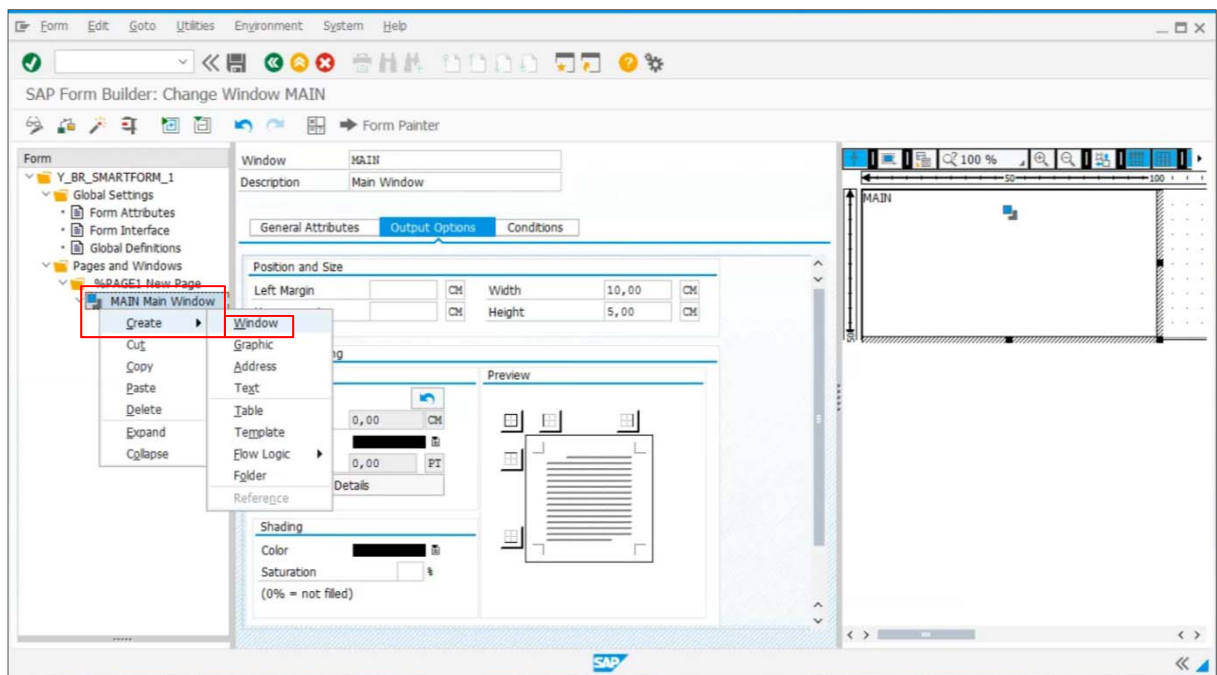 Form Edit Goto Utilities Environment System Help
SAP Form Builder: Change Window MAIN
Form Painter
Form
Y_BR_SMARTFORM_1
Global Settings
Form Attributes
Form Interface
Global Definitions
Pages and Windows
%PAGE1 New Page
MAIN Main Window
Create
Cut
Copy
Paste
Delete
Expand
Collapse
Window
Graphic
Address
Text
Table
Template
Flow Logic
Folder
Reference
Window MAIN
Description Main Window
General Attributes Output Options Conditions
Position and Size
Left Margin CM Width 10,00 CM
CM Height 5,00 CM
Preview
0,00 CM
0,00 PT
Details
Shading
Color
Saturation %
(0% = not filled)
100 %
50 100
MAIN
50
SAP